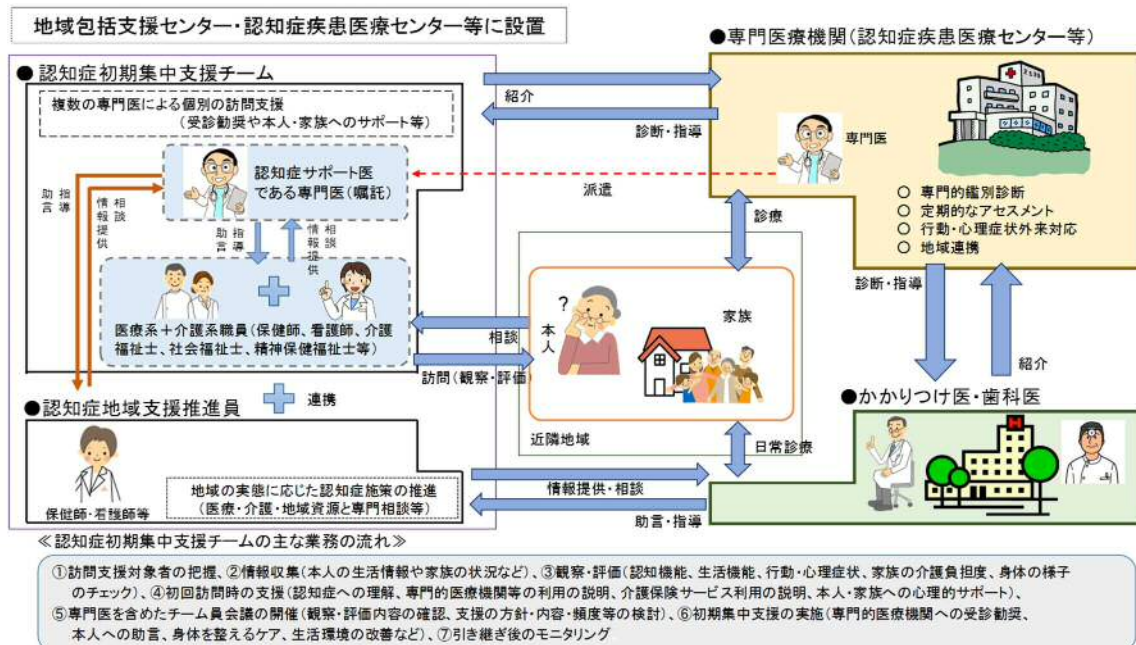 地域包括支援センター・認知症疾患医療センター等に設置
●専門医療機関(認知症疾患医療センター等)
●認知症初期集中支援チーム
複数の専門医による個別の訪問支援
(受診勧奨や本人・家族へのサポート等)
紹介
診断・指導
専門医
派遣
認知症サポート医
である専門医(嘱託)
指導
助言
相談
情報提供
指導
助言
相談
情報提供
○ 専門的鑑別診断
○ 定期的なアセスメント
○ 行動・心理症状外来対応
○ 地域連携
診療
診断・指導
紹介
?
本人
家族
医療系+介護系職員(保健師、看護師、介護
福祉士、社会福祉士、精神保健福祉士等)
相談
訪問(観察・評価)
連携
近隣地域
日常診療
●かかりつけ医・歯科医
H
●認知症地域支援推進員
保健師・看護師等
地域の実態に応じた認知症施策の推進
(医療・介護・地域資源と専門相談等)
情報提供・相談
助言・指導
≪認知症初期集中支援チームの主な業務の流れ≫
①訪問支援対象者の把握、②情報収集(本人の生活情報や家族の状況など)、③観察・評価(認知機能、生活機能、行動・心理症状、家族の介護負担度、身体の様子
のチェック)、④初回訪問時の支援(認知症への理解、専門的医療機関等の利用の説明、介護保険サービス利用の説明、本人・家族への心理的サポート)、
⑤専門医を含めたチーム員会議の開催(観察・評価内容の確認、支援の方針・内容・頻度等の検討)、⑥初期集中支援の実施(専門的医療機関への受診勧奨、
本人への助言、身体を整えるケア、生活環境の改善など)、⑦引き継ぎ後のモニタリング